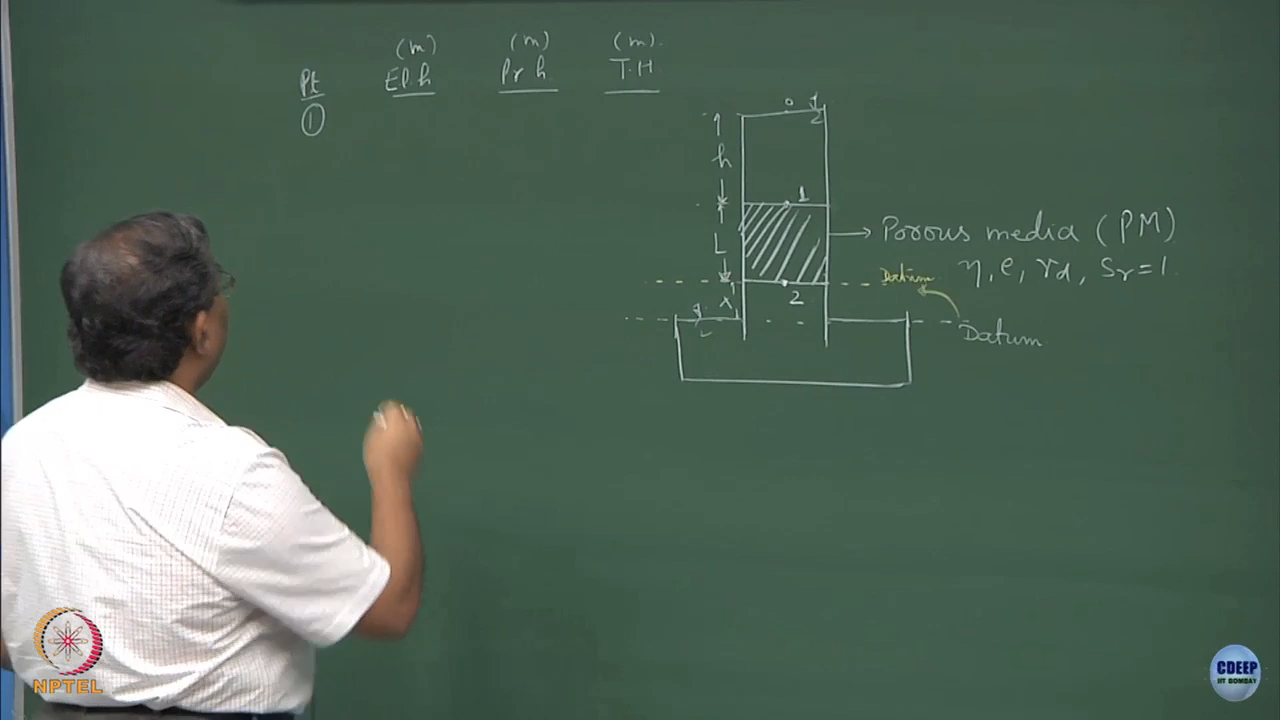 (m) (m) (m)
Pt El.h Pr h T.H
1
h
1
L
Porous media (PM)
η, e, γd, Sr=1
Datum
2
x
Datum
NPTEL
CDEEP
IIT BOMBAY